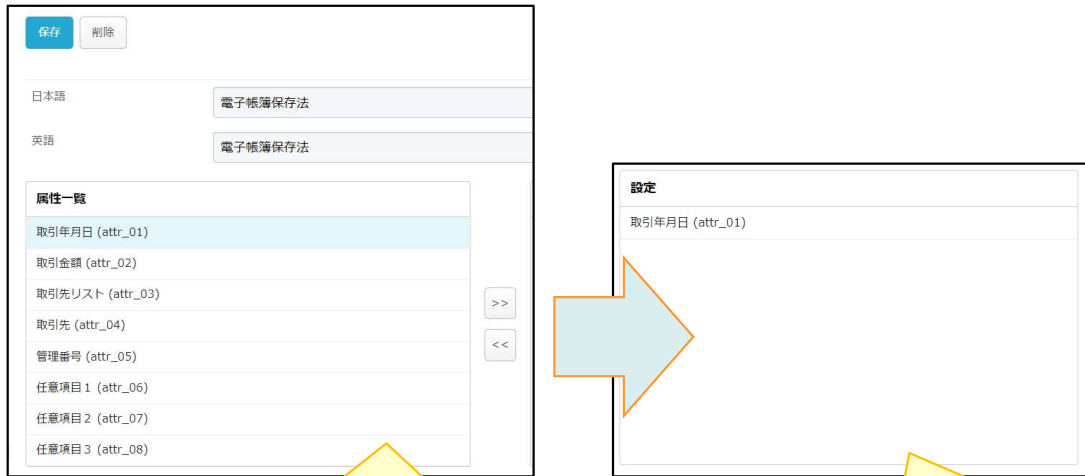 保存 削除
日本語 電子帳簿保存法
英語 電子帳簿保存法
属性一覧
取引年月日 (attr_01)
取引金額 (attr_02)
取引先リスト (attr_03)
取引先 (attr_04)
管理番号 (attr_05)
任意項目1 (attr_06)
任意項目2 (attr_07)
任意項目3 (attr_08)
>>
<<
設定
取引年月日 (attr_01)